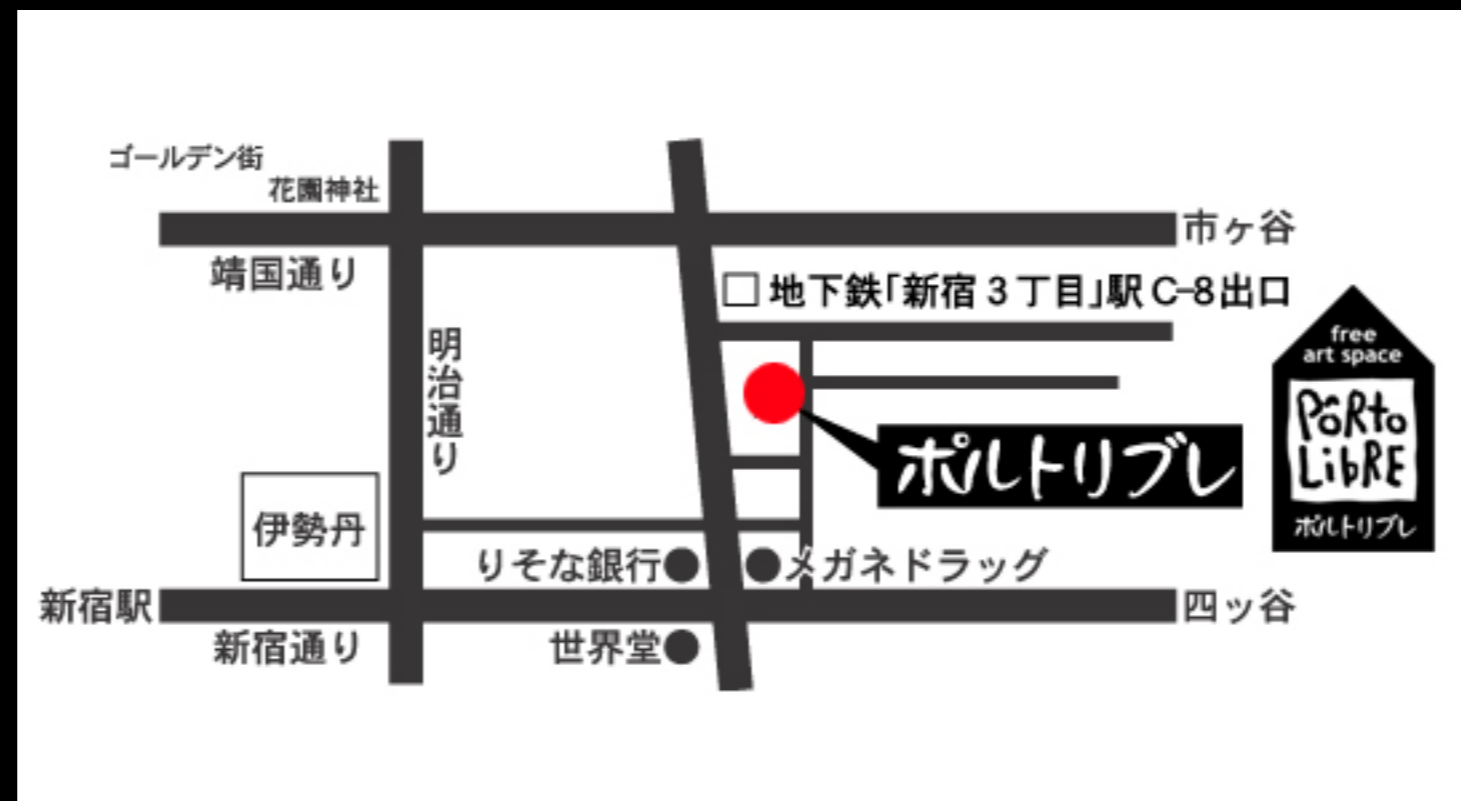 ゴールデン街
花園神社
靖国通り
市ヶ谷
□ 地下鉄「新宿3丁目」駅C-8出口
明治通り
free
art space
PORto
LibRE
ポルトリブレ
ポルトリブレ
伊勢丹
りそな銀行●
●メガネドラッグ
新宿駅
四ッ谷
新宿通り
世界堂●